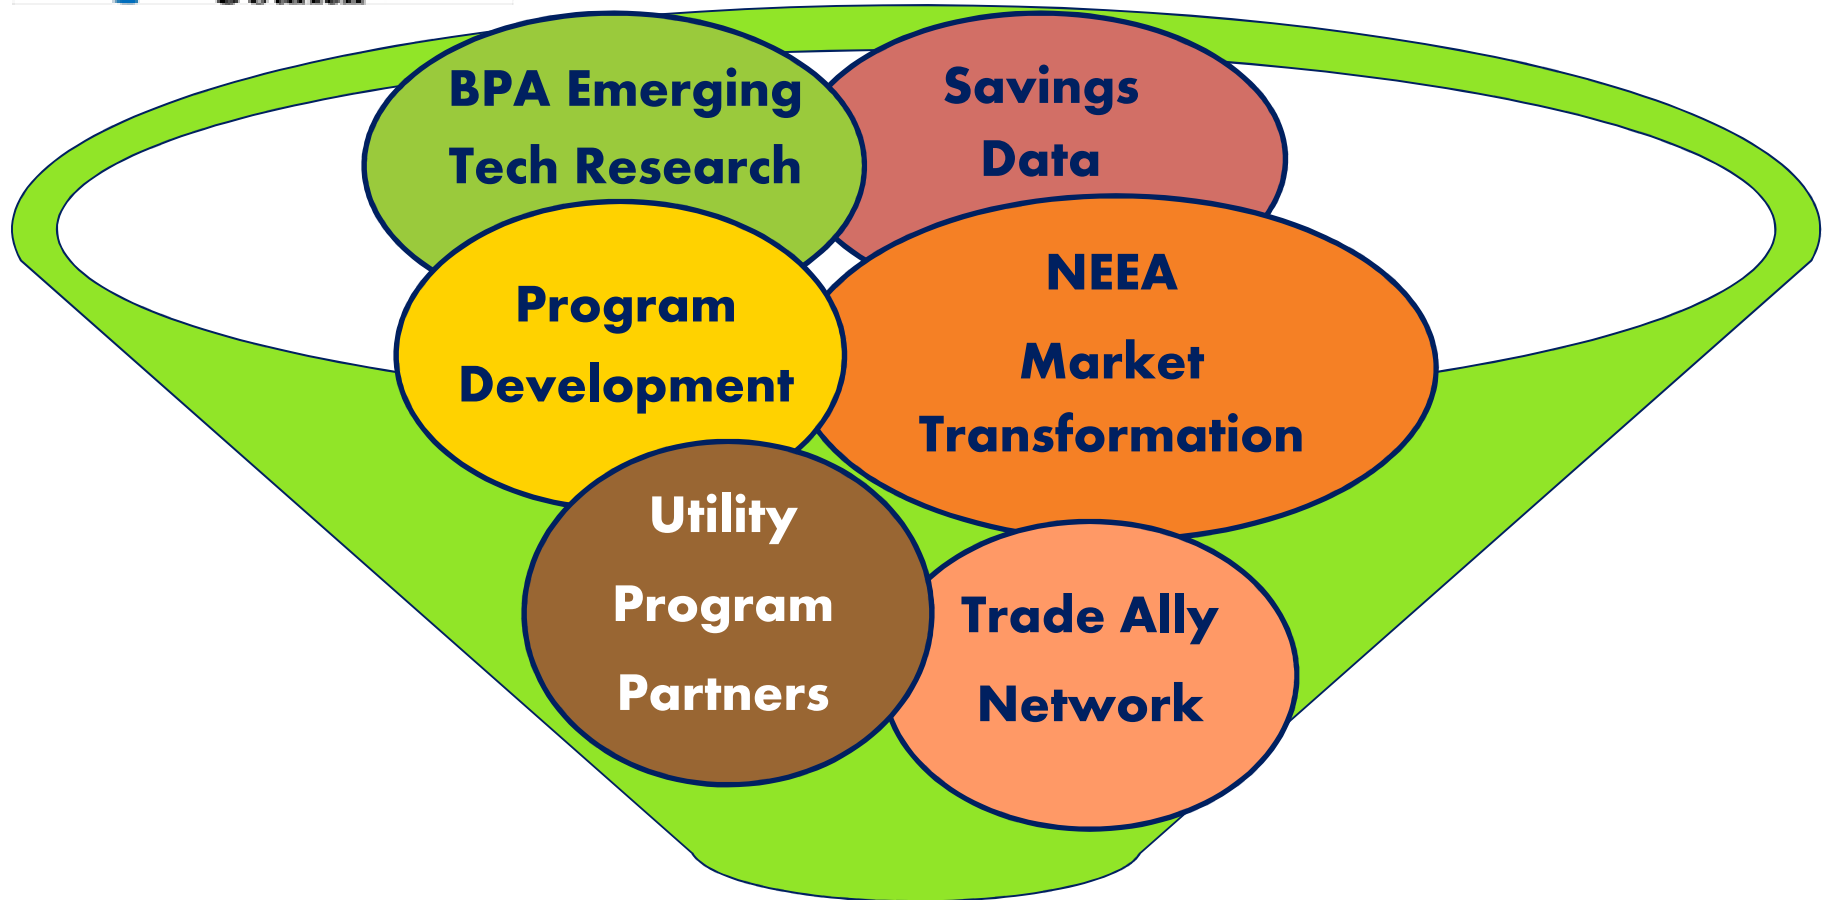 BPA Emerging
Tech Research
Savings
Data
Program
Development
NEEA
Market
Transformation
Utility
Program
Partners
Trade Ally
Network